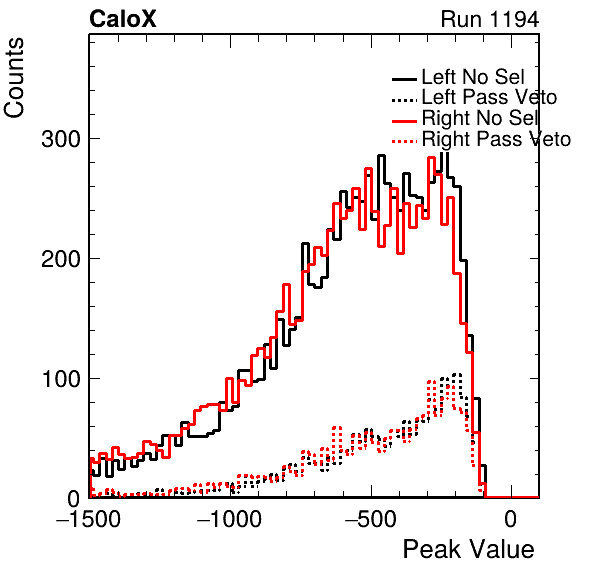 CaloX Run 1194
Counts
Left No Sel
Left Pass Veto
Right No Sel
Right Pass Veto
300
200
100
0
−1500 −1000 −500 0
Peak Value